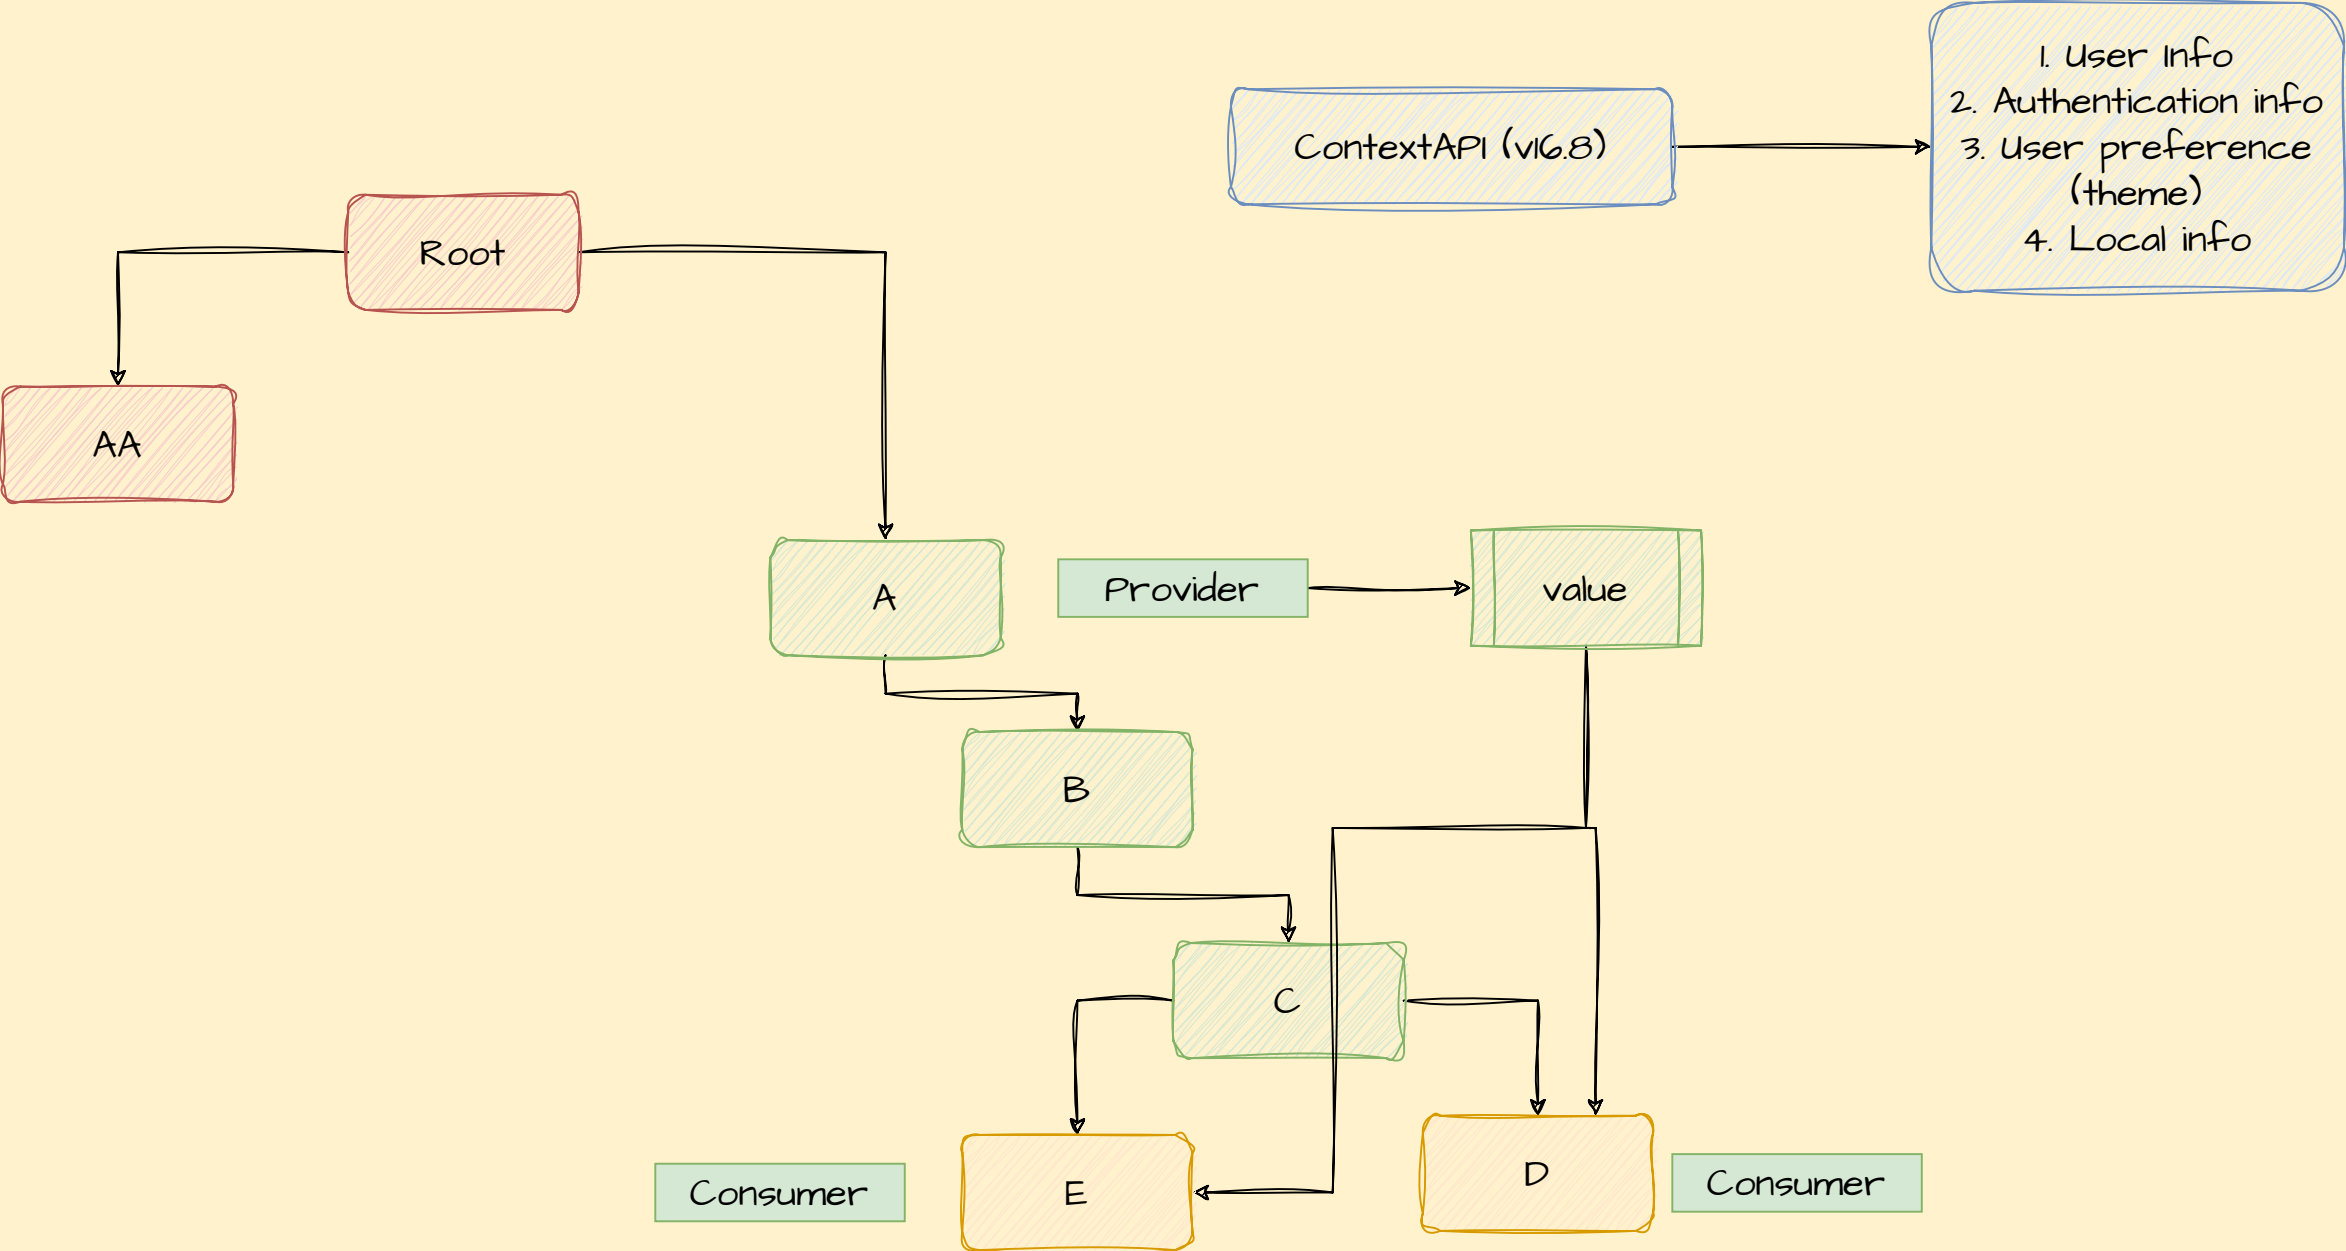 1. User Info
2. Authentication info
3. User preference
(theme)
4. Local info
ContextAPI (v16.8)
Root
AA
A
Provider
value
B
C
E
D
Consumer
Consumer